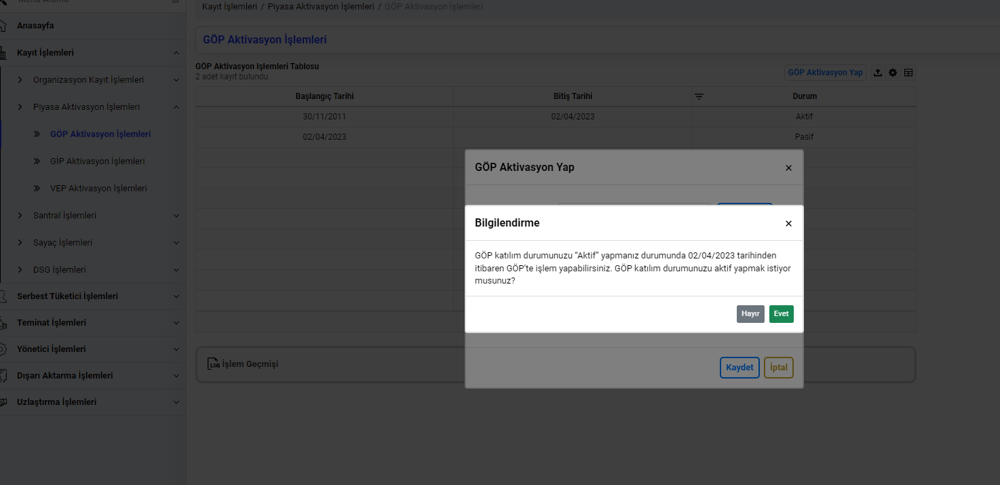 Menü Arama
Anasayfa
Kayıt İşlemleri
Organizasyon Kayıt İşlemleri
Piyasa Aktivasyon İşlemleri
GÖP Aktivasyon İşlemleri
GİP Aktivasyon İşlemleri
VEP Aktivasyon İşlemleri
Santral İşlemleri
Sayaç İşlemleri
DSG İşlemleri
Serbest Tüketici İşlemleri
Teminat İşlemleri
Yönetici İşlemleri
Dışarı Aktarma İşlemleri
Uzlaştırma İşlemleri
Kayıt İşlemleri / Piyasa Aktivasyon İşlemleri / GÖP Aktivasyon İşlemleri
GÖP Aktivasyon İşlemleri
GÖP Aktivasyon Işlemleri Tablosu
2 adet kayıt bulundu
GÖP Aktivasyon Yap
Başlangıç Tarihi Bitiş Tarihi Durum
30/11/2011 02/04/2023 Aktif
02/04/2023 Pasif
GÖP Aktivasyon Yap
×
Bilgilendirme
×
GÖP katılım durumunuzu “Aktif” yapmanız durumunda 02/04/2023 tarihinden
itibaren GÖP’te işlem yapabilirsiniz. GÖP katılım durumunuzu aktif yapmak istiyor
musunuz?
Hayır Evet
Kaydet İptal
LOG İşlem Geçmişi